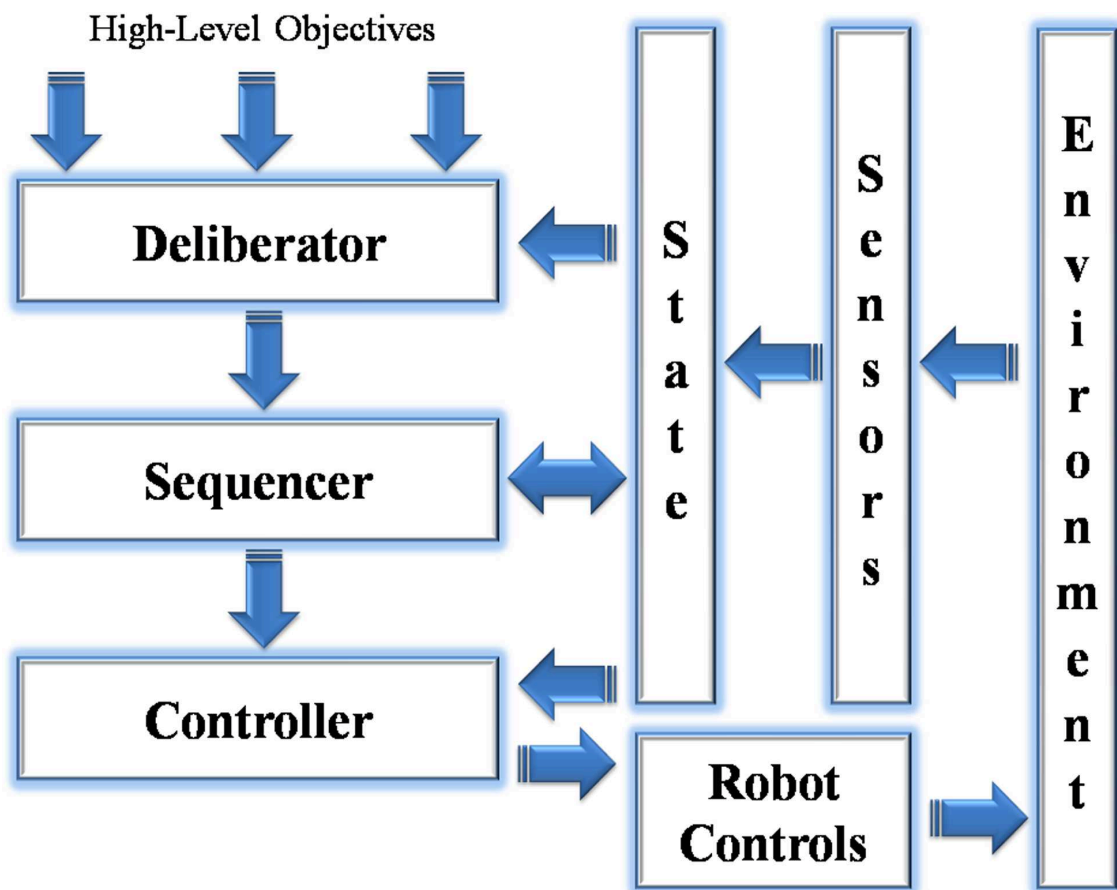 High-Level Objectives
Deliberator
Sequencer
Controller
State
Sensors
Environment
Robot
Controls